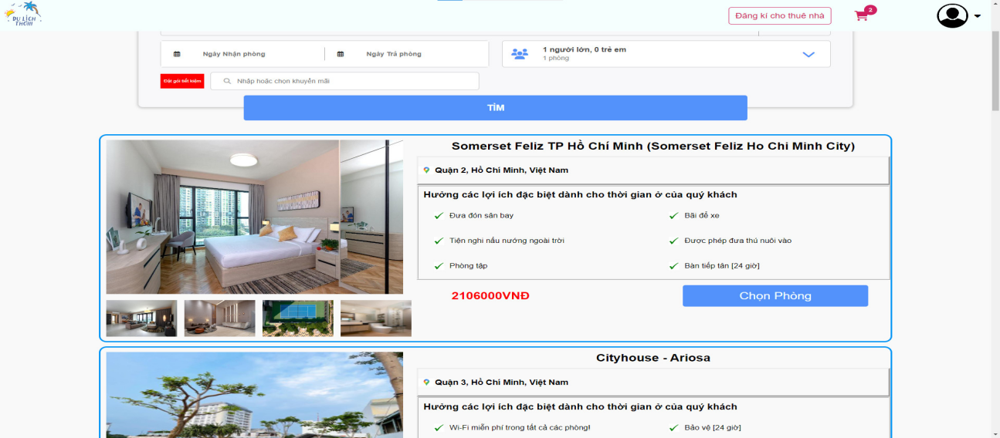 DU LỊCH
THÔIII
Đăng kí cho thuê nhà
2
Ngày Nhận phòng
Ngày Trả phòng
1 người lớn, 0 trẻ em
1 phòng
Đặt gói tiết kiệm
Nhập hoặc chọn khuyến mãi
TÌM
Somerset Feliz TP Hồ Chí Minh (Somerset Feliz Ho Chi Minh City)
Quận 2, Hồ Chí Minh, Việt Nam
Hưởng các lợi ích đặc biệt dành cho thời gian ở của quý khách
Đưa đón sân bay
Bãi để xe
Tiện nghi nấu nướng ngoài trời
Được phép đưa thú nuôi vào
Phòng tập
Bàn tiếp tân [24 giờ]
2106000VNĐ
Chọn Phòng
Cityhouse - Ariosa
Quận 3, Hồ Chí Minh, Việt Nam
Hưởng các lợi ích đặc biệt dành cho thời gian ở của quý khách
Wi-Fi miễn phí trong tất cả các phòng!
Bảo vệ [24 giờ]